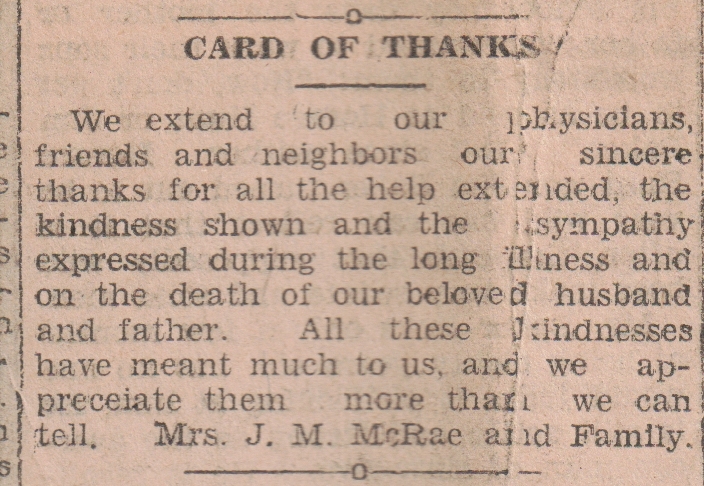 CARD OF THANKS
We extend to our physicians,
friends and neighbors our sincere
thanks for all the help extended, the
kindness shown and the sympathy
expressed during the long illness and
on the death of our beloved husband
and father. All these kindnesses
have meant much to us, and we ap-
preceiate them more than we can
tell. Mrs. J. M. McRae and Family.